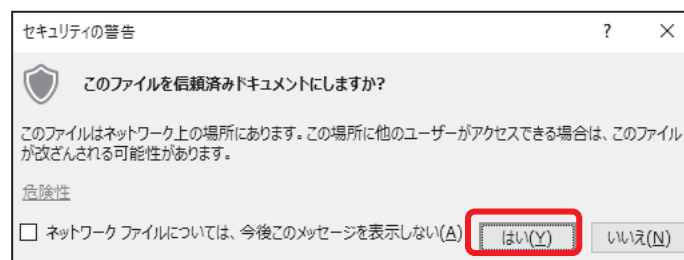 セキュリティの警告 ? ×
このファイルを信頼済みドキュメントにしますか?
このファイルはネットワーク上の場所にあります。この場所に他のユーザーがアクセスできる場合は、このファイル
が改ざんされる可能性があります。
危険性
ネットワーク ファイルについては、今後このメッセージを表示しない(A) はい(Y) いいえ(N)